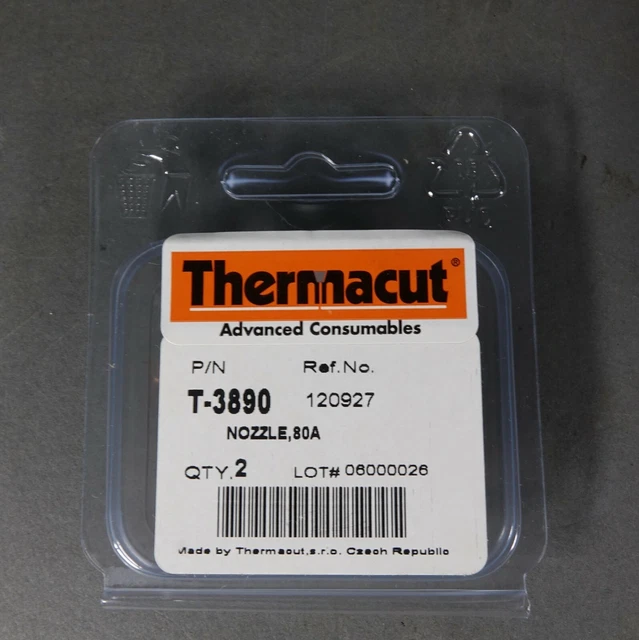 Thermacut®
Advanced Consumables
P/N Ref.No.
T-3890 120927
NOZZLE,80A
QTY.2 LOT# 06000026
Made by Thermacut,s.r.o. Czech Republic